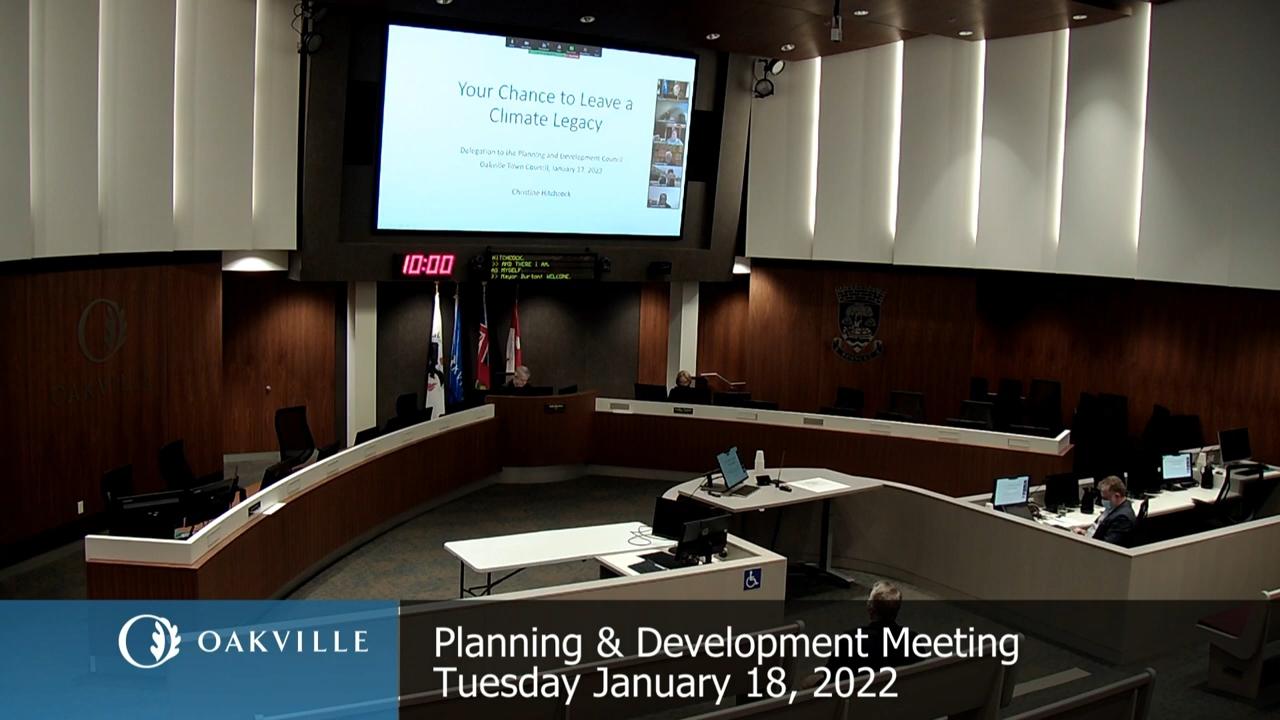 Your Chance to Leave a
Climate Legacy
Delegation to the Planning and Development Council
Oakville Town Council, January 17, 2022
Christine Hitchcock
10:00
HITCHCOCK.
>> AND THERE I AM.
AS MYSELF.
>> Mayor Burton: WELCOME.
OAKVILLE
OAKVILLE
Planning & Development Meeting
Tuesday January 18, 2022